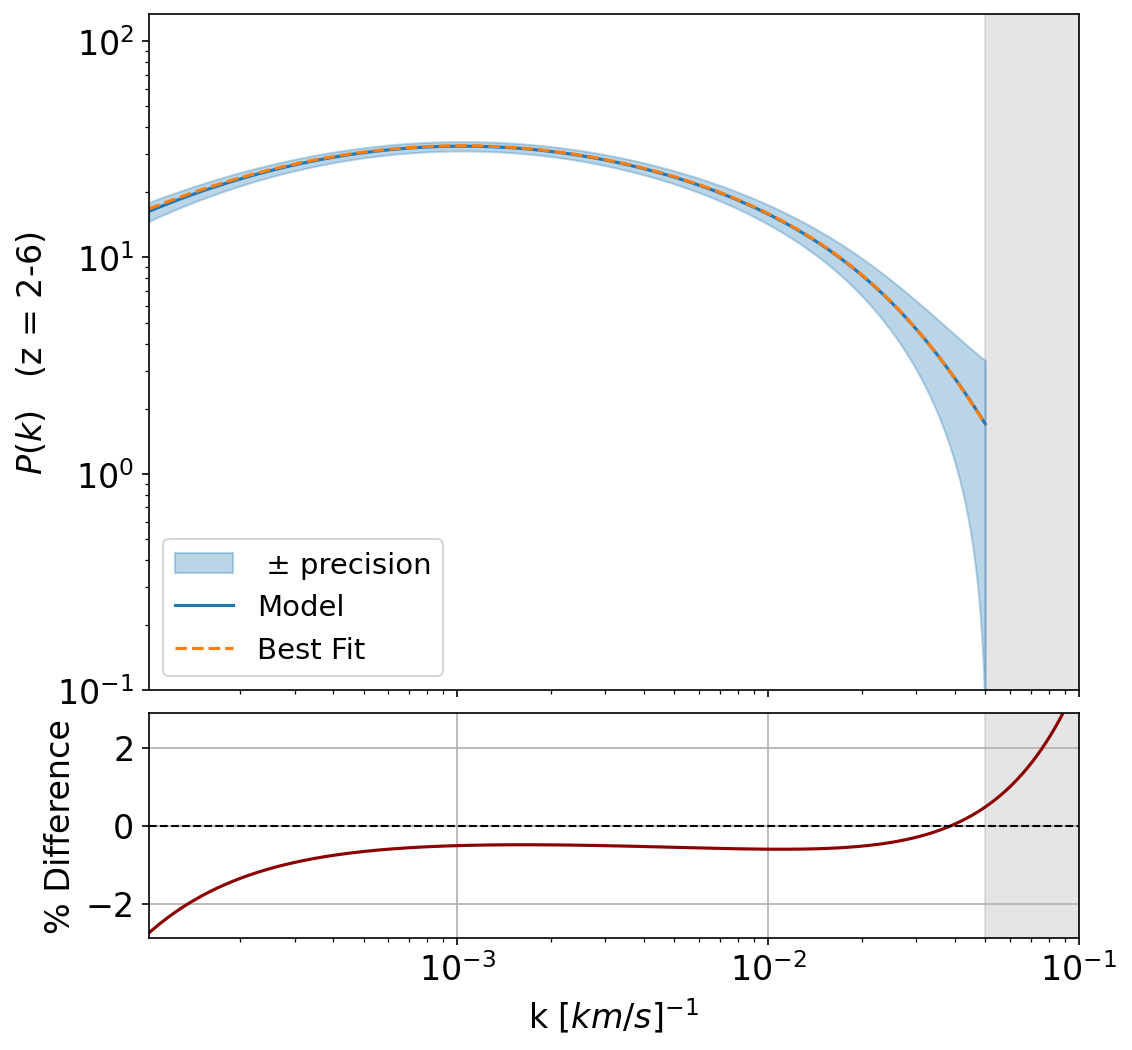 10²
10¹
10⁰
10⁻¹
P(k) (z = 2-6)
± precision
Model
Best Fit
2
0
−2
% Difference
10⁻³
10⁻²
10⁻¹
k [km/s]⁻¹